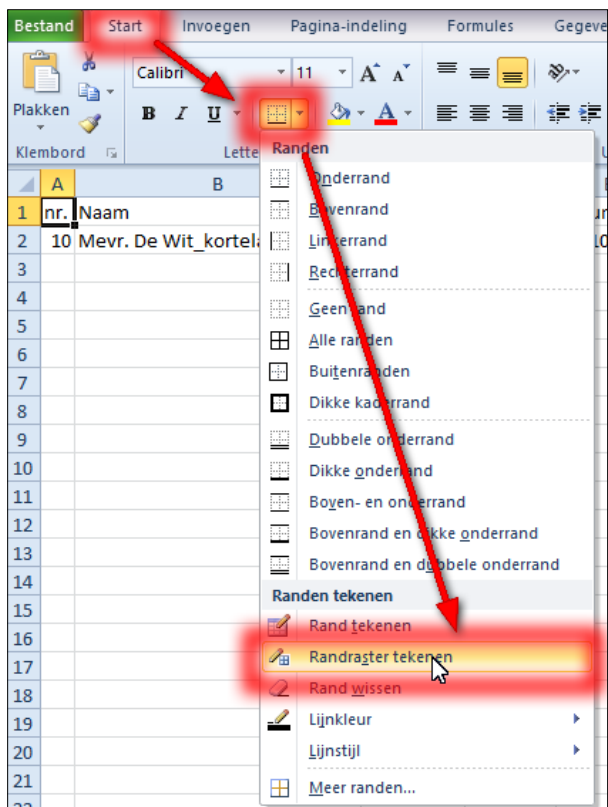 Bestand Start Invoegen Pagina-indeling Formules Gegeve
Calibri 11 A A
Plakken B I U A
Klembord Lette
Randen
A B
Onderrand
1 nr. Naam Bovenrand
2 10 Mevr. De Wit_kortela Linkerrand 10
3 Rechterrand
4 Geen rand
5 Alle randen
6
7 Buitenranden
8 Dikke kaderrand
9 Dubbele onderrand
10 Dikke onderrand
11 Boven- en onderrand
12 Bovenrand en dikke onderrand
13 Bovenrand en dubbele onderrand
14 Randen tekenen
15 Rand tekenen
16
17 Randraster tekenen
18 Rand wissen
19 Lijnkleur
20 Lijnstijl
21 Meer randen...